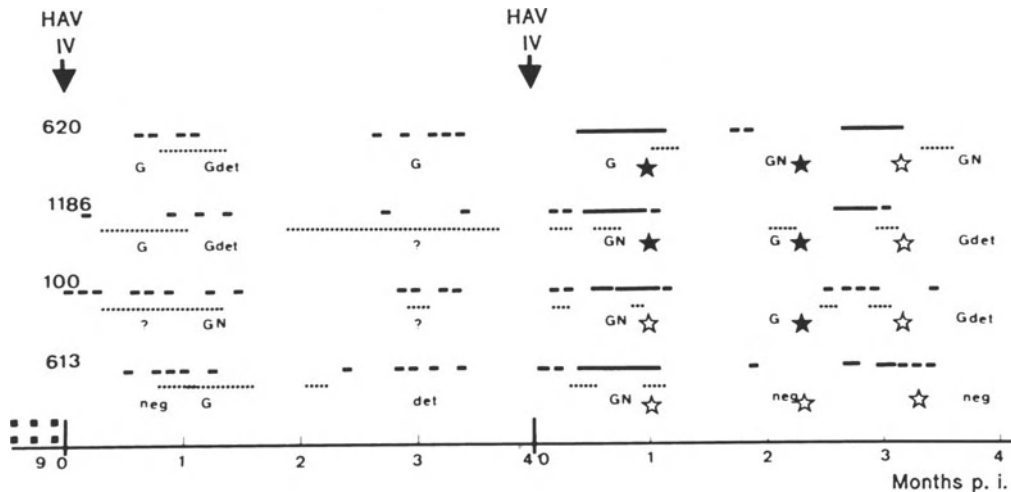 HAV HAV
IV IV
620
G Gdet G G GN GN
1186
G Gdet ? GN G Gdet
100
? GN ? GN G Gdet
613
neg G det GN neg neg
9 0 1 2 3 4 0 1 2 3 4
Months p. i.